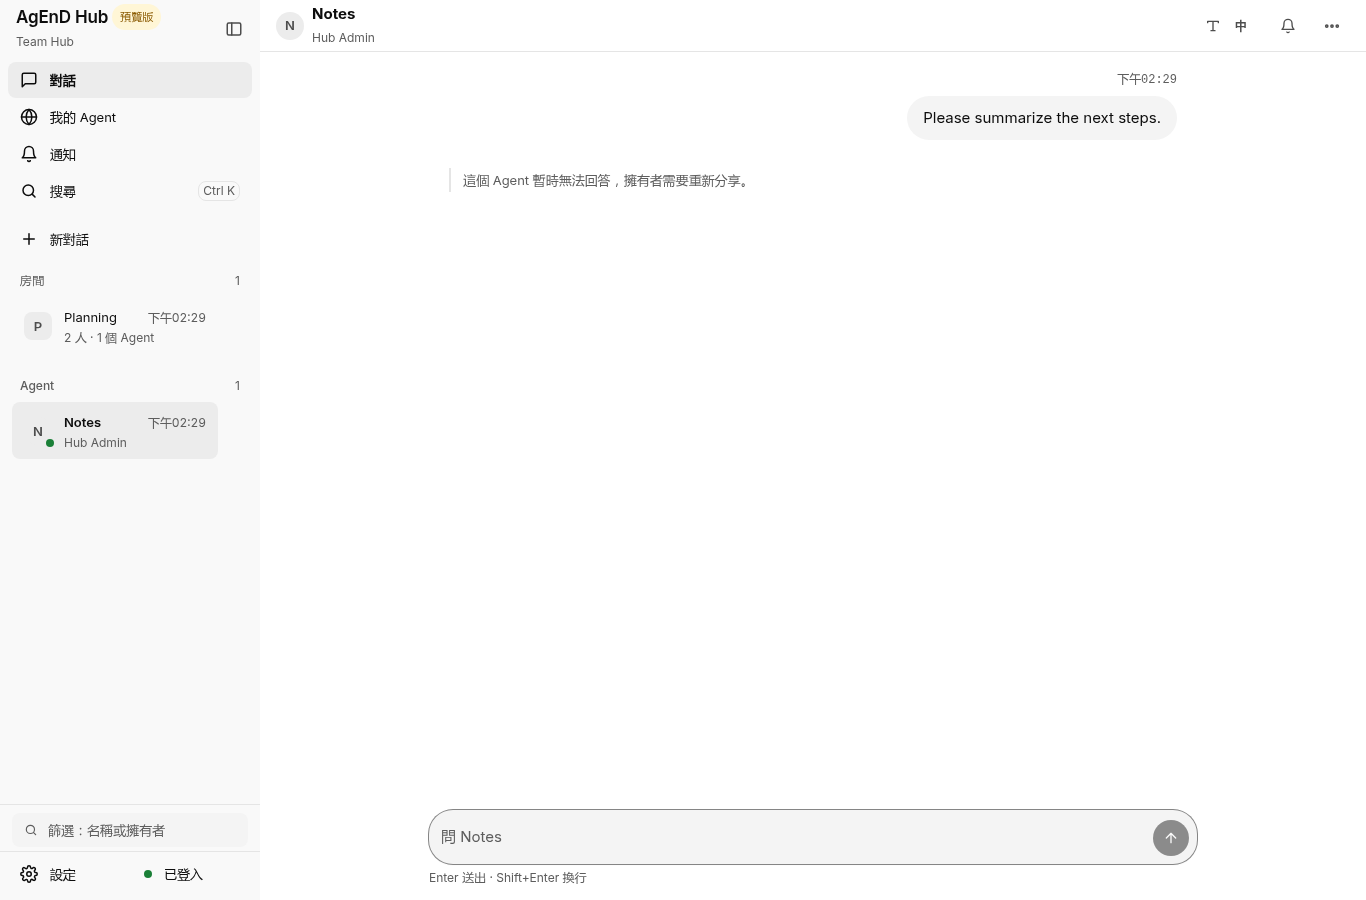 AgEnD Hub 預覽版
Team Hub
對話
我的 Agent
通知
搜尋 Ctrl K
新對話
房間 1
P Planning 下午02:29
2 人 · 1 個 Agent
Agent 1
N Notes 下午02:29
Hub Admin
篩選：名稱或擁有者
設定 已登入
N Notes
Hub Admin
T 中
下午02:29
Please summarize the next steps.
這個 Agent 暫時無法回答，擁有者需要重新分享。
問 Notes
Enter 送出 · Shift+Enter 換行